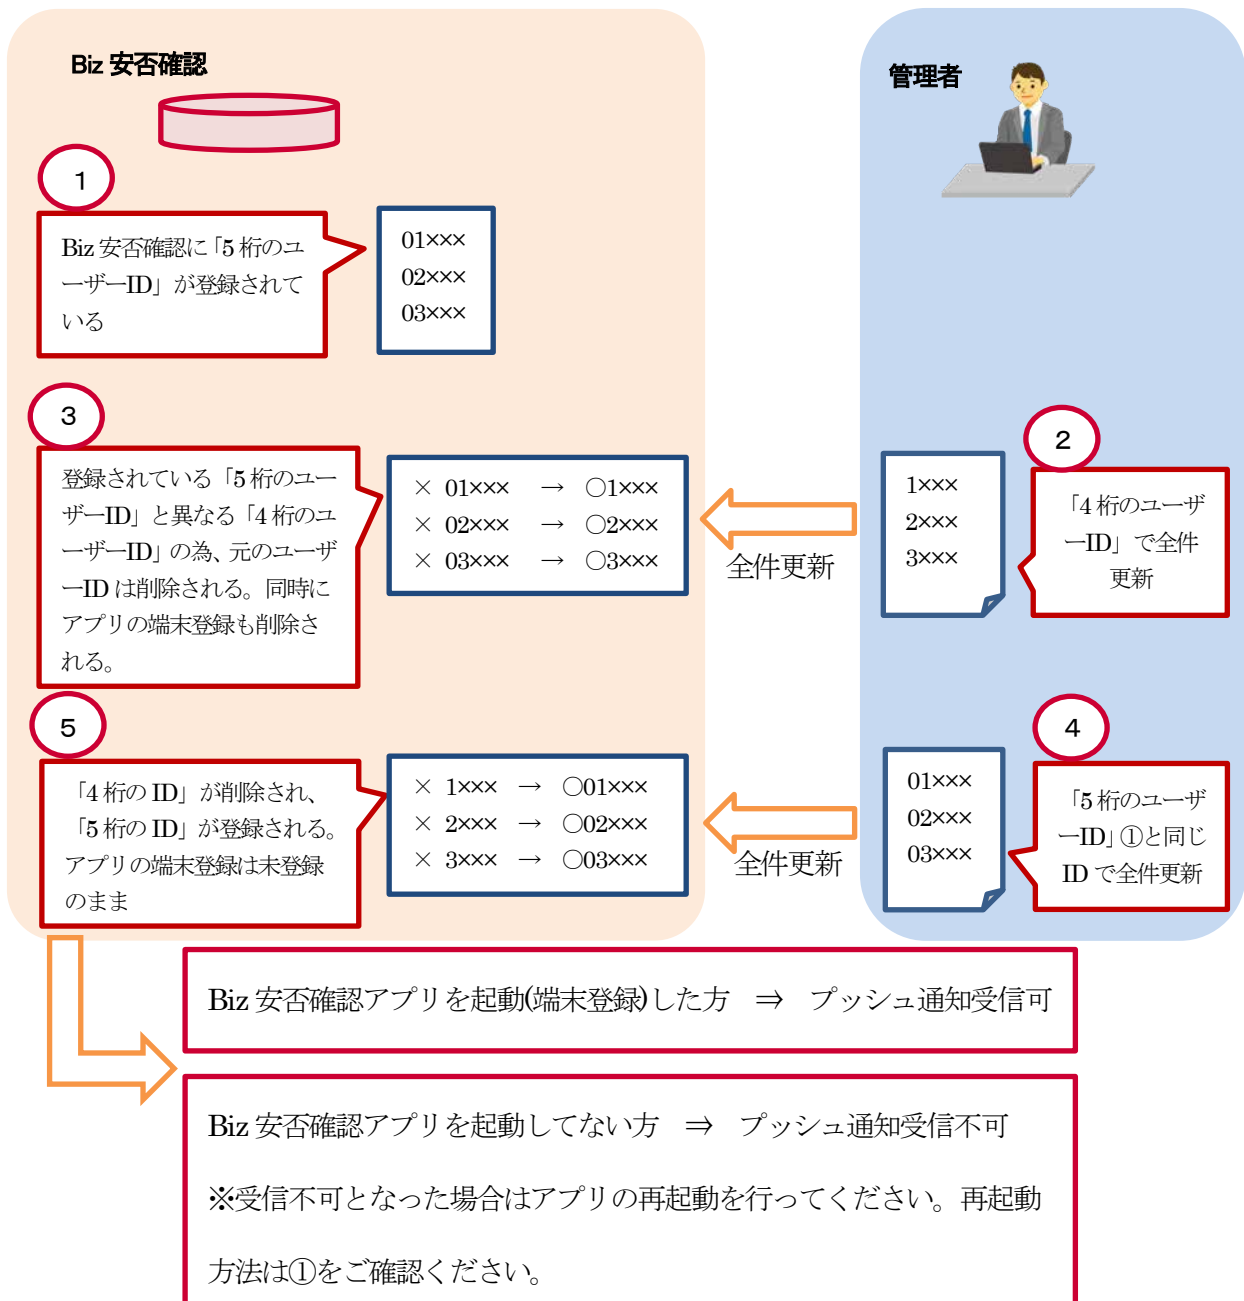 Biz 安否確認
管理者
1
Biz 安否確認に「5 桁のユ
ーザーID」が登録されて
いる
01×××
02×××
03×××
3
登録されている「5 桁のユー
ザーID」と異なる「4 桁のユ
ーザーID」の為、元のユーザ
ーID は削除される。同時に
アプリの端末登録も削除さ
れる。
× 01××× → ○1×××
× 02××× → ○2×××
× 03××× → ○3×××
全件更新
1×××
2×××
3×××
2
「4 桁のユーザ
ーID」で全件
更新
5
「4 桁の ID」が削除され、
「5 桁の ID」が登録される。
アプリの端末登録は未登録
のまま
× 1××× → ○01×××
× 2××× → ○02×××
× 3××× → ○03×××
全件更新
01×××
02×××
03×××
4
「5 桁のユーザ
ーID」①と同じ
ID で全件更新
Biz 安否確認アプリを起動(端末登録)した方 ⇒ プッシュ通知受信可
Biz 安否確認アプリを起動してない方 ⇒ プッシュ通知受信不可
※受信不可となった場合はアプリの再起動を行ってください。再起動
方法は①をご確認ください。